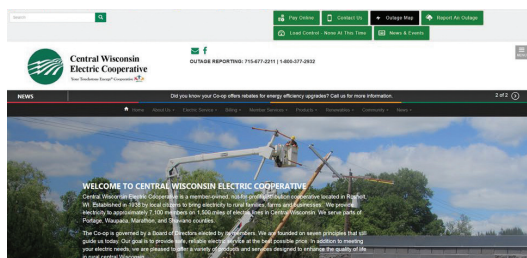 Search
Pay Online
Contact Us
Outage Map
Report An Outage
Load Control - None At This Time
News & Events
Central Wisconsin
Electric Cooperative
Your Touchstone Energy® Cooperative
OUTAGE REPORTING: 715-677-2211 | 1-800-377-2932
MENU
NEWS
Did you know your Co-op offers rebates for energy efficiency upgrades? Call us for more information.
2 of 2
Home
About Us
Electric Service
Billing
Member Services
Products
Renewables
Community
News
WELCOME TO CENTRAL WISCONSIN ELECTRIC COOPERATIVE
Central Wisconsin Electric Cooperative is a member-owned, not-for-profit distribution cooperative located in Rosholt,
WI. Established in 1938 by local citizens to bring electricity to rural families, farms and businesses. We provide
electricity to approximately 7,100 members on 1,500 miles of electric lines in Central Wisconsin. We serve parts of
Portage, Waupaca, Marathon, and Shawano counties.
The Co-op is governed by a Board of Directors elected by its members. We are founded on seven principles that still
guide us today. Our goal is to provide safe, reliable electric service at the best possible price. In addition to meeting
your electric needs, we are pleased to offer a variety of products and services designed to enhance the quality of life
in rural central Wisconsin.